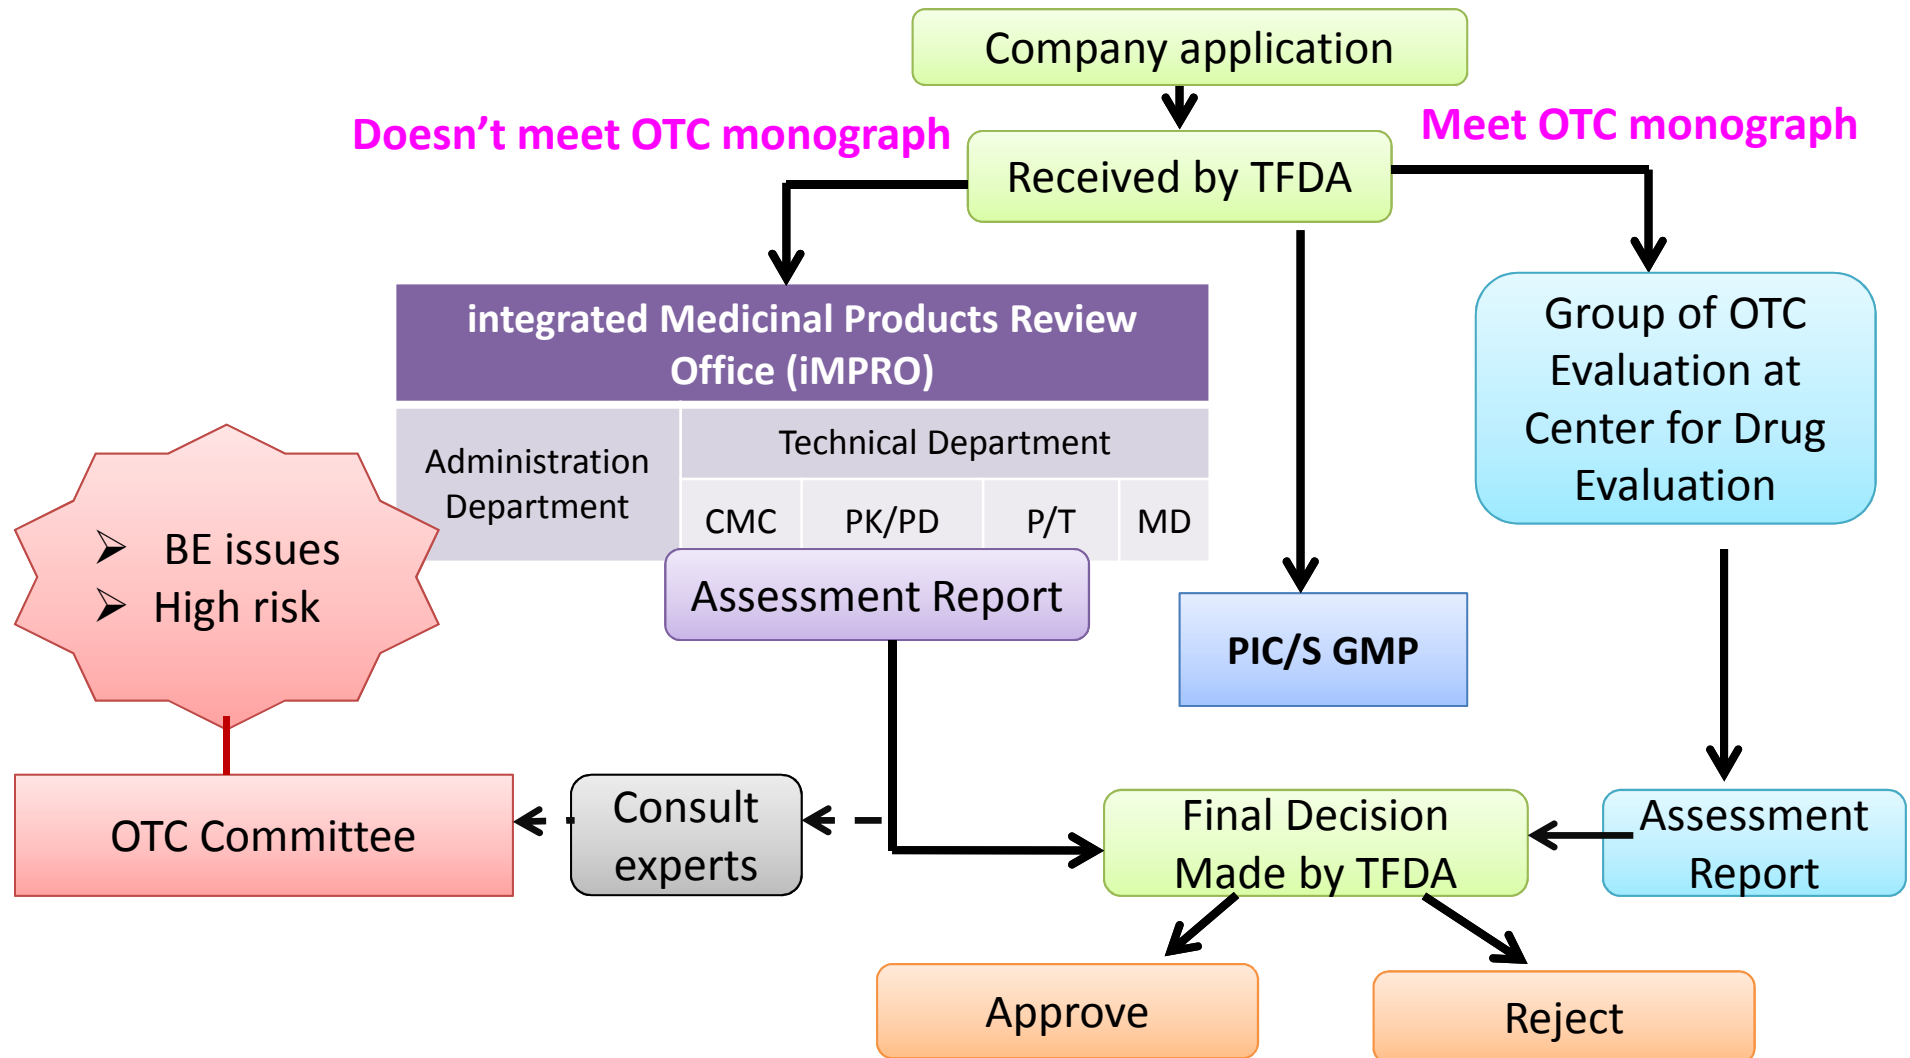 Company application
Doesn’t meet OTC monograph
Meet OTC monograph
Received by TFDA
integrated Medicinal Products Review
Office (iMPRO)
Administration
Department
Technical Department
CMC
PK/PD
P/T
MD
Assessment Report
Group of OTC
Evaluation at
Center for Drug
Evaluation
➢ BE issues
➢ High risk
PIC/S GMP
OTC Committee
Consult
experts
Final Decision
Made by TFDA
Assessment
Report
Approve
Reject